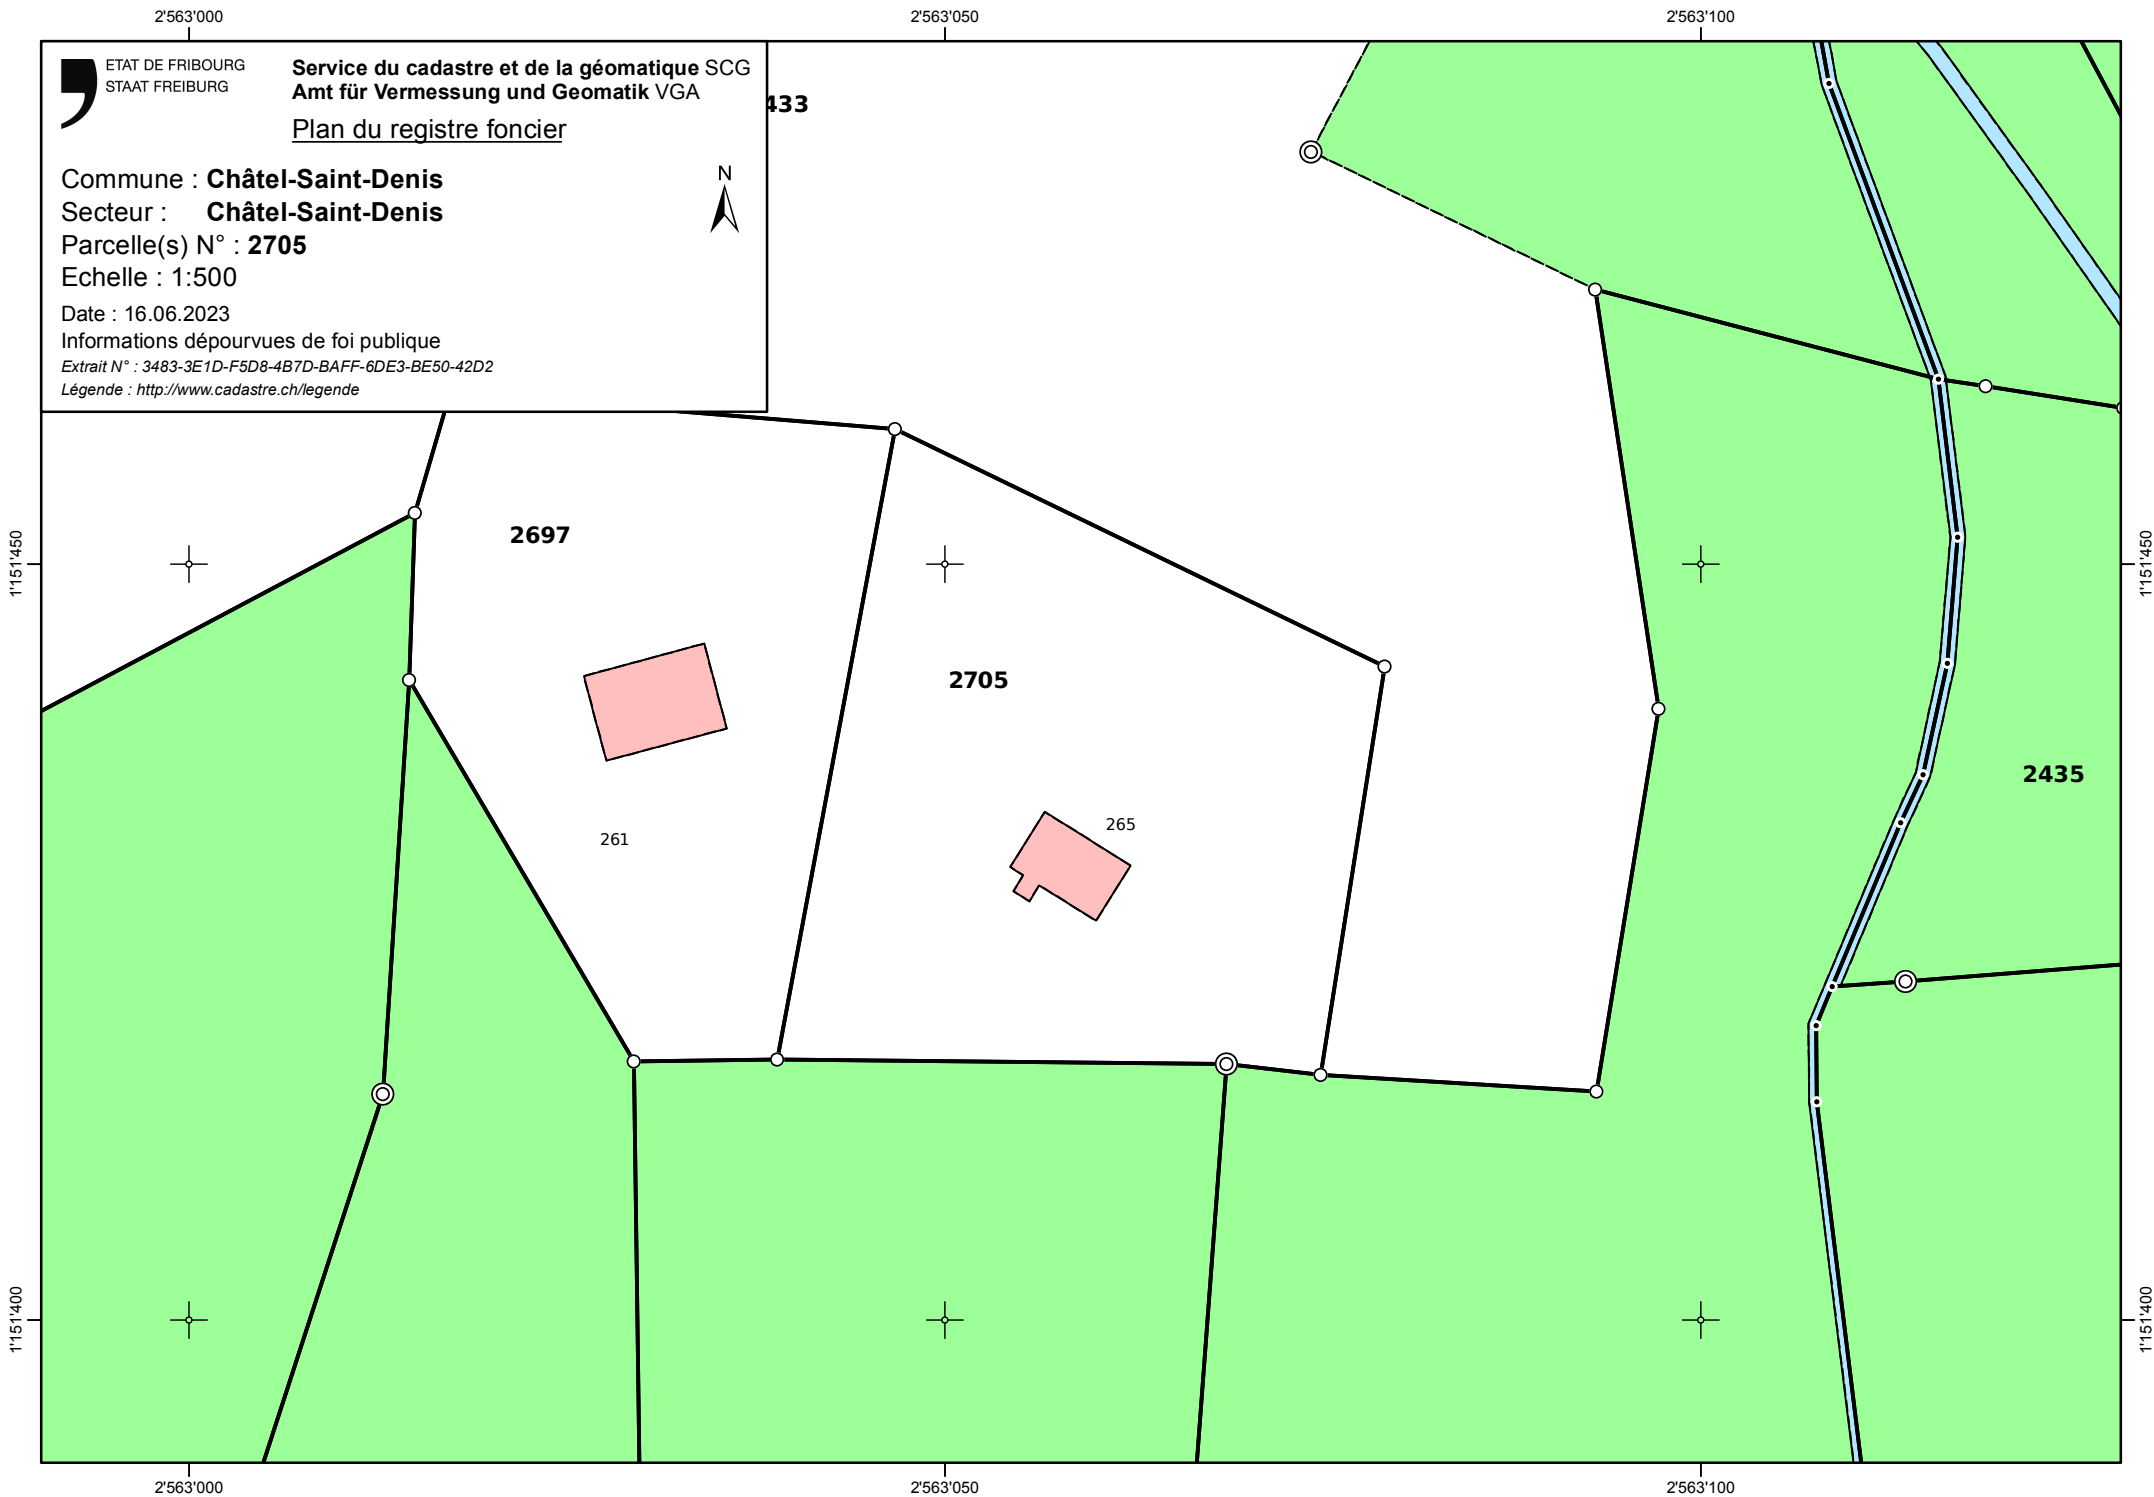 2'563'000 2'563'050 2'563'100
ETAT DE FRIBOURG
STAAT FREIBURG
Service du cadastre et de la géomatique SCG
Amt für Vermessung und Geomatik VGA
Plan du registre foncier
433
N
Commune : Châtel-Saint-Denis
Secteur : Châtel-Saint-Denis
Parcelle(s) N° : 2705
Echelle : 1:500
Date : 16.06.2023
Informations dépourvues de foi publique
Extrait N° : 3483-3E1D-F5D8-4B7D-BAFF-6DE3-BE50-42D2
Légende : http://www.cadastre.ch/legende
2697
1'151'450 1'151'450
2705
2435
265
261
1'151'400 1'151'400
2'563'000 2'563'050 2'563'100